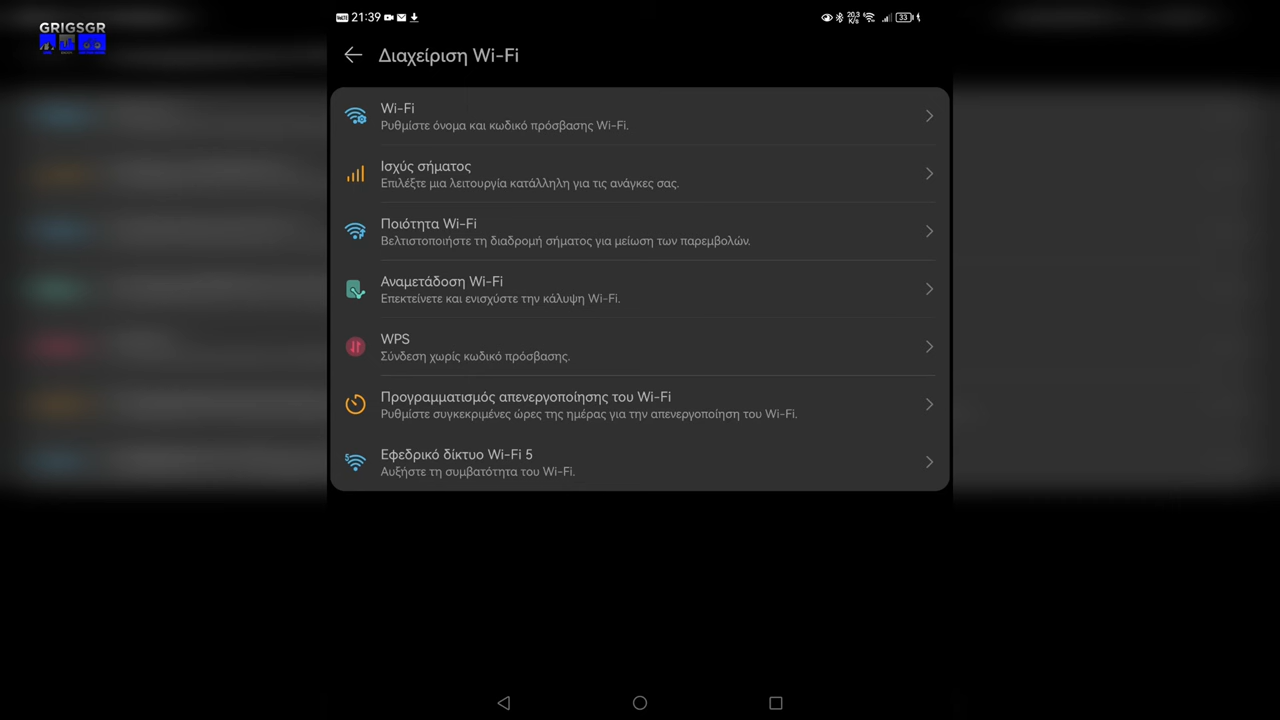 GRIGSGR
21:39
20,3
K/s
33
Διαχείριση Wi-Fi
Wi-Fi
Ρυθμίστε όνομα και κωδικό πρόσβασης Wi-Fi.
Ισχύς σήματος
Επιλέξτε μια λειτουργία κατάλληλη για τις ανάγκες σας.
Ποιότητα Wi-Fi
Βελτιστοποιήστε τη διαδρομή σήματος για μείωση των παρεμβολών.
Αναμετάδοση Wi-Fi
Επεκτείνετε και ενισχύστε την κάλυψη Wi-Fi.
WPS
Σύνδεση χωρίς κωδικό πρόσβασης.
Προγραμματισμός απενεργοποίησης του Wi-Fi
Ρυθμίστε συγκεκριμένες ώρες της ημέρας για την απενεργοποίηση του Wi-Fi.
Εφεδρικό δίκτυο Wi-Fi 5
Αυξήστε τη συμβατότητα του Wi-Fi.